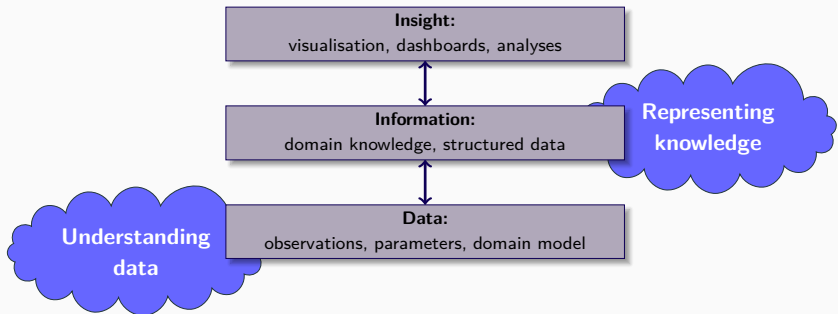 Insight:
visualisation, dashboards, analyses
Representing
knowledge
Information:
domain knowledge, structured data
Understanding
data
Data:
observations, parameters, domain model